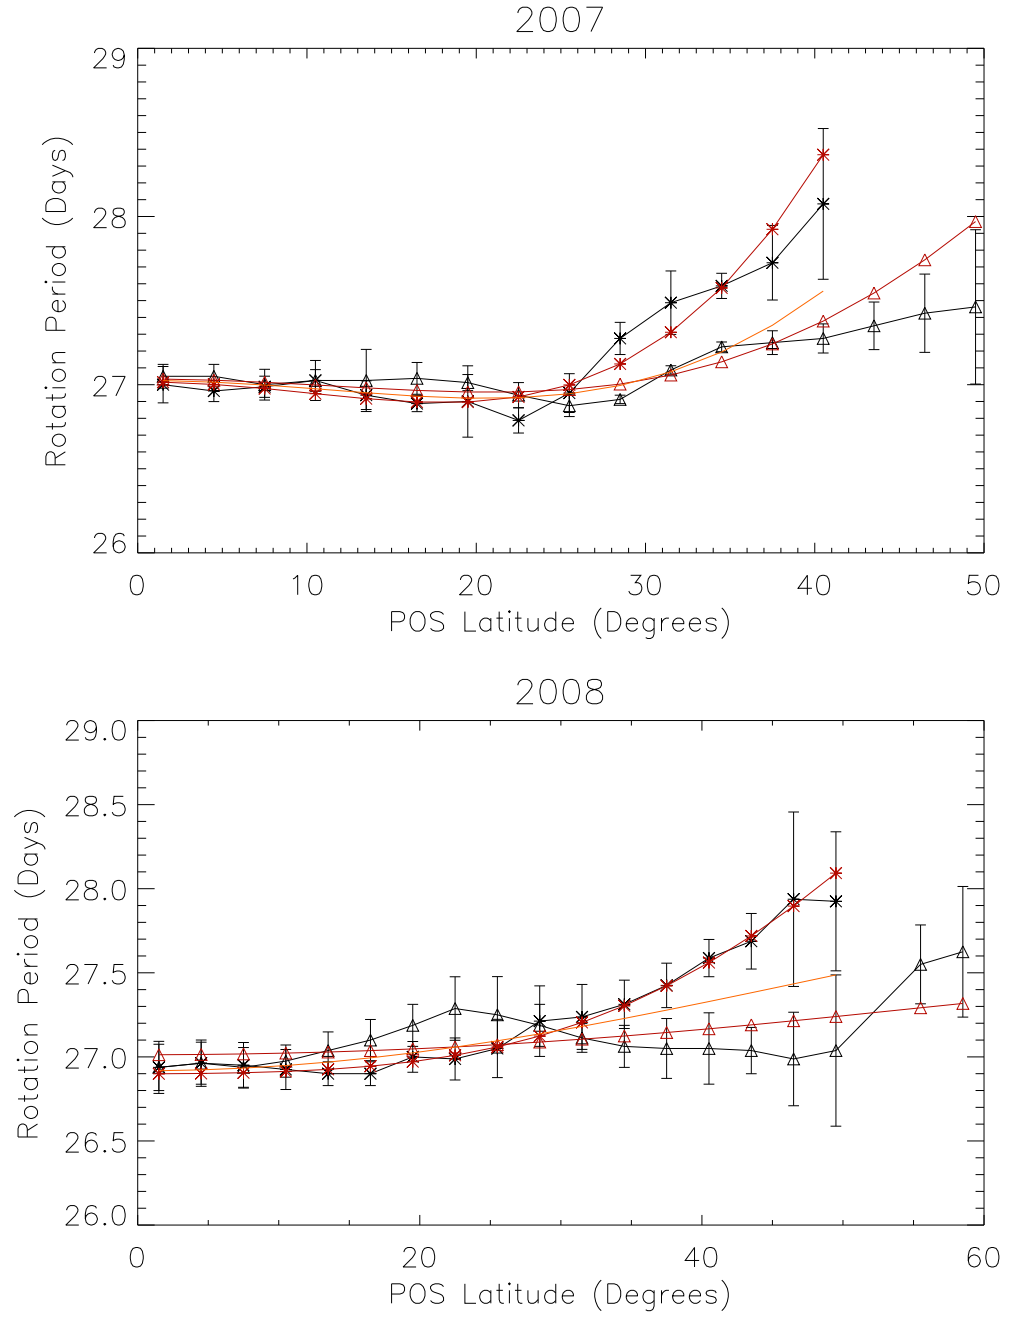 2007
29
28
27
26
Rotation Period (Days)
0 10 20 30 40 50
POS Latitude (Degrees)
2008
29.0
28.5
28.0
27.5
27.0
26.5
26.0
Rotation Period (Days)
0 20 40 60
POS Latitude (Degrees)